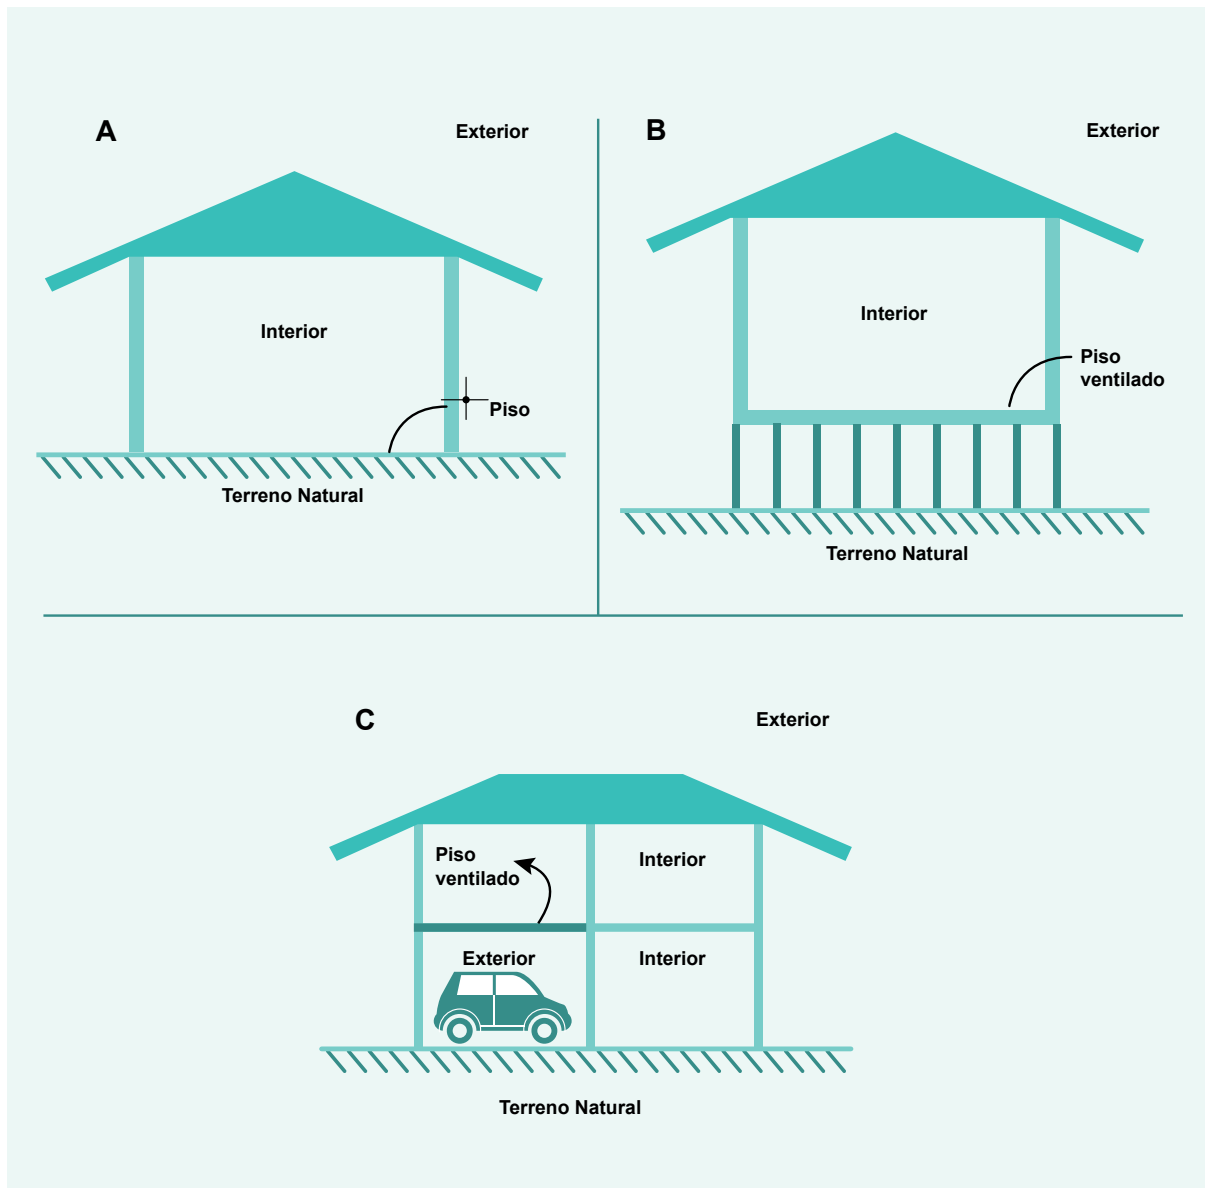 A
Exterior
Interior
Piso
Terreno Natural
B
Exterior
Interior
Piso
ventilado
Terreno Natural
C
Exterior
Piso
ventilado
Interior
Exterior
Interior
Terreno Natural